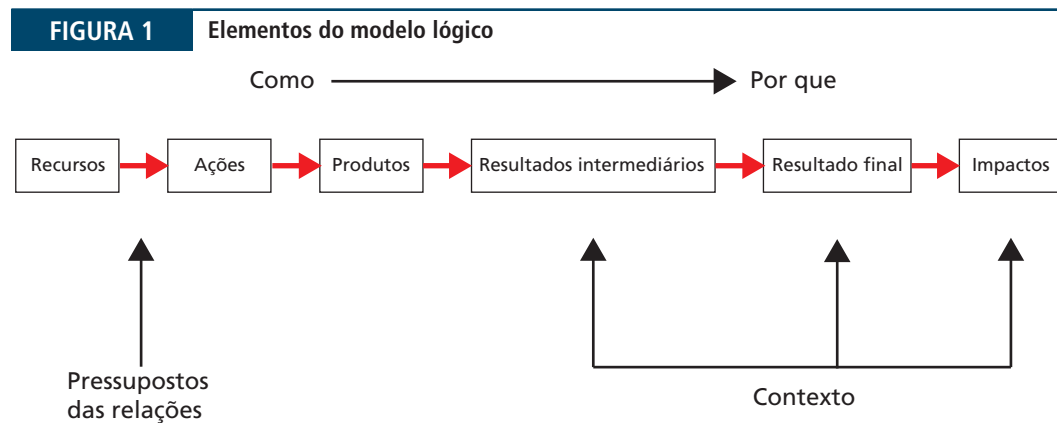 FIGURA 1
Elementos do modelo lógico
Como
Por que
Recursos
Ações
Produtos
Resultados intermediários
Resultado final
Impactos
Pressupostos
das relações
Contexto